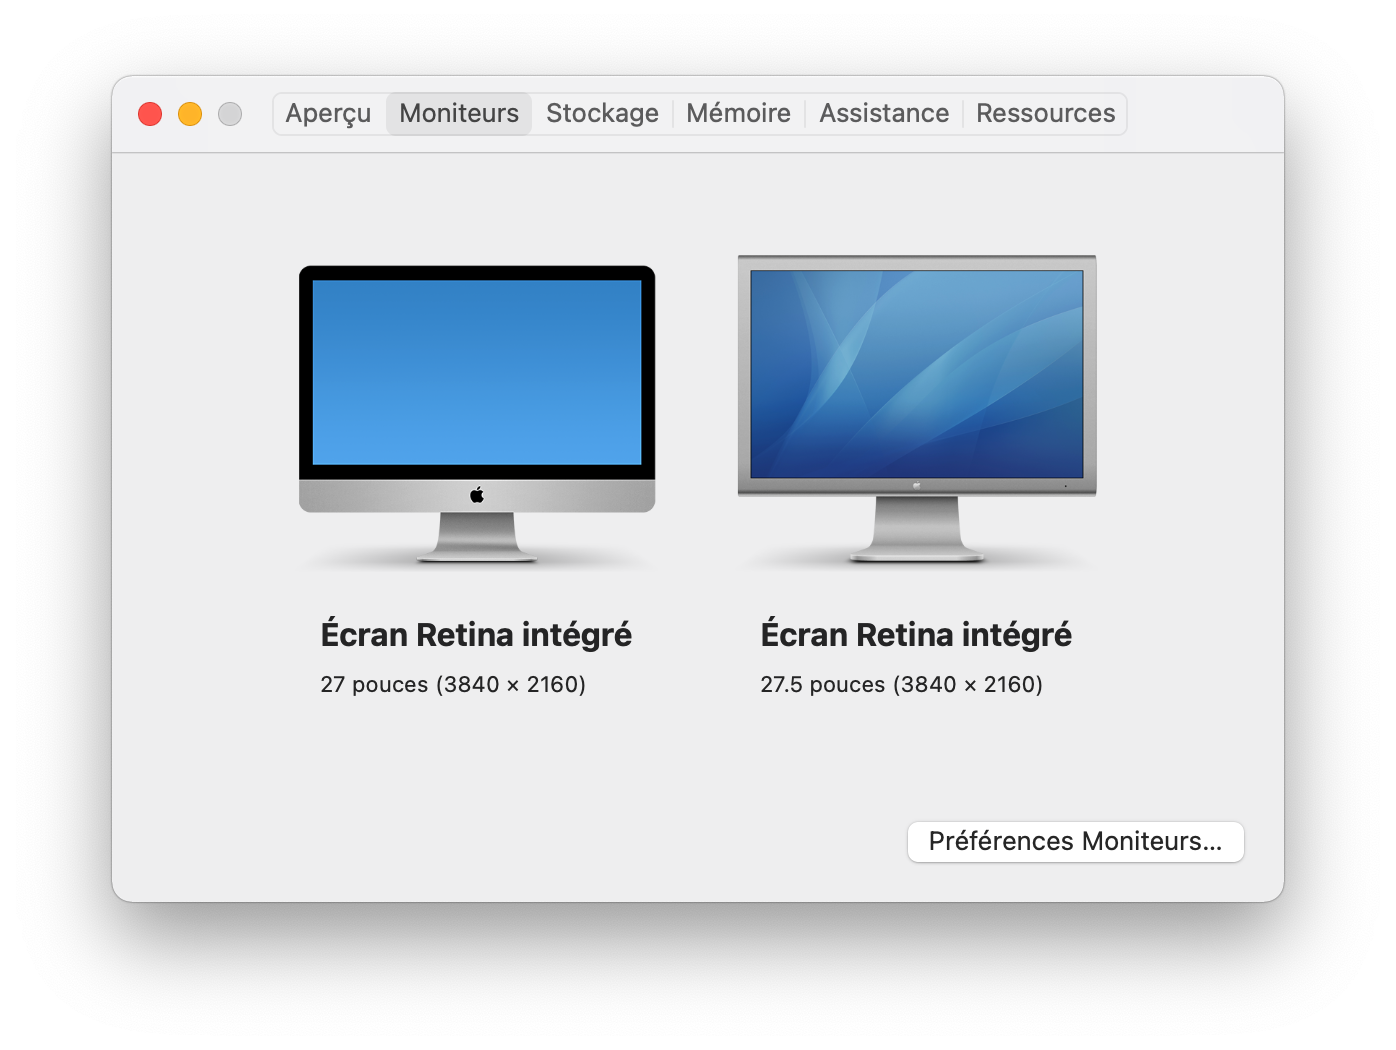 Aperçu Moniteurs Stockage Mémoire Assistance Ressources
Écran Retina intégré
27 pouces (3840 × 2160)
Écran Retina intégré
27.5 pouces (3840 × 2160)
Préférences Moniteurs...